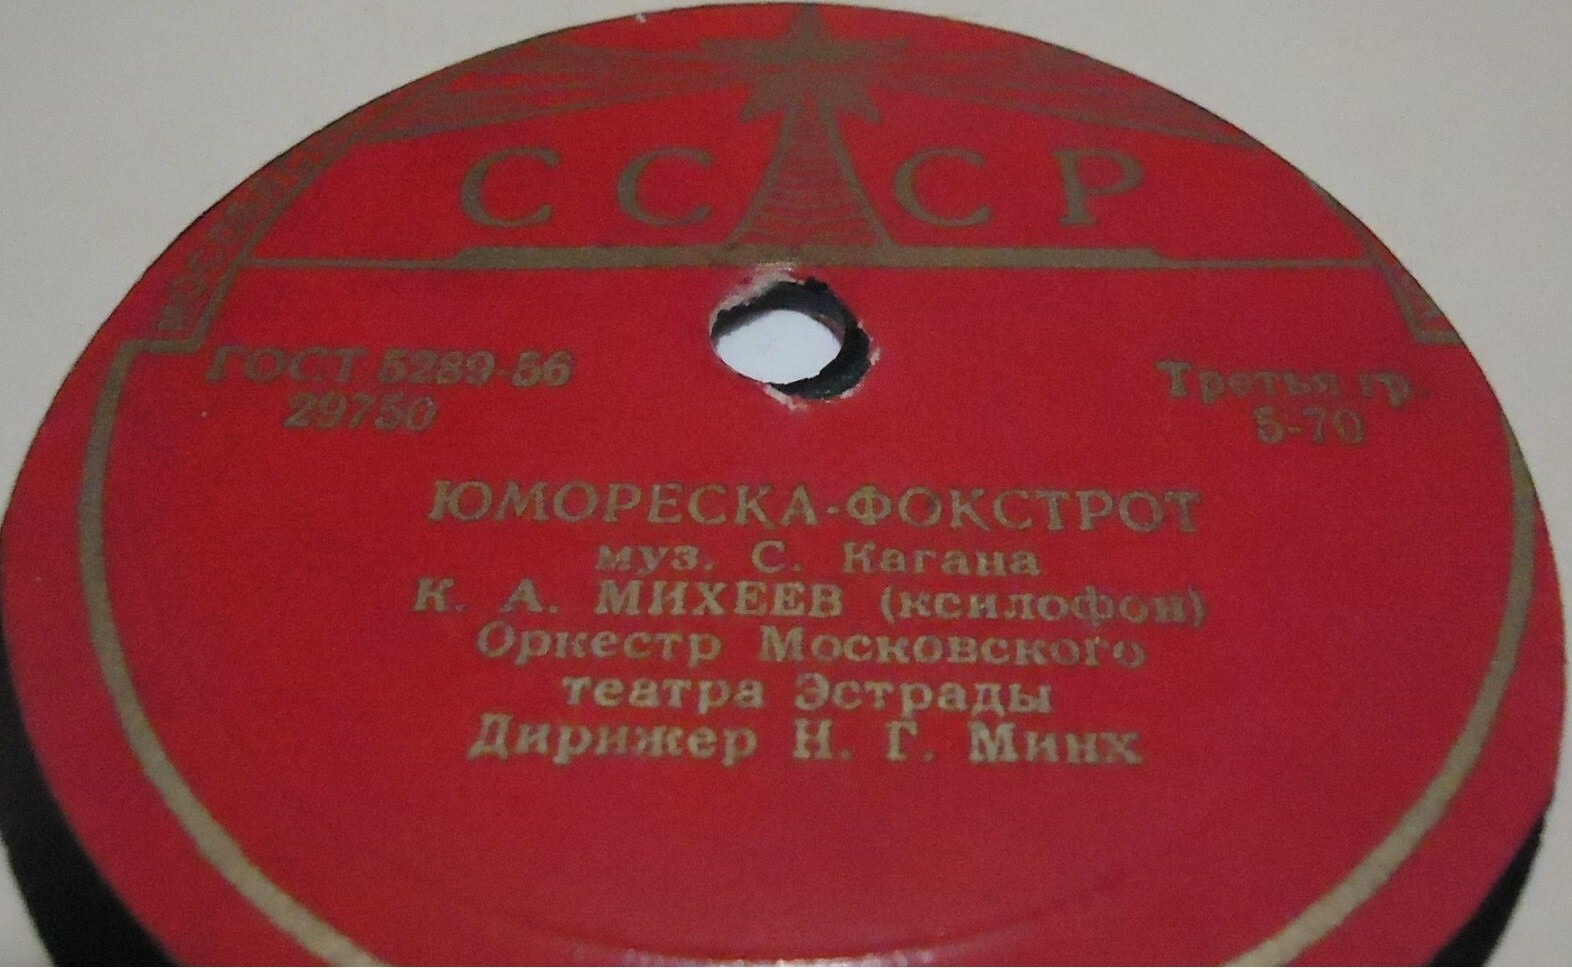 СССР
ГОСТ 5289-56
29750
Третья гр.
5-70
ЮМОРЕСКА-ФОКСТРОТ
муз. С. Кагана
К. А. МИХЕЕВ (ксилофон)
Оркестр Московского
театра Эстрады
Дирижер Н. Г. Минх